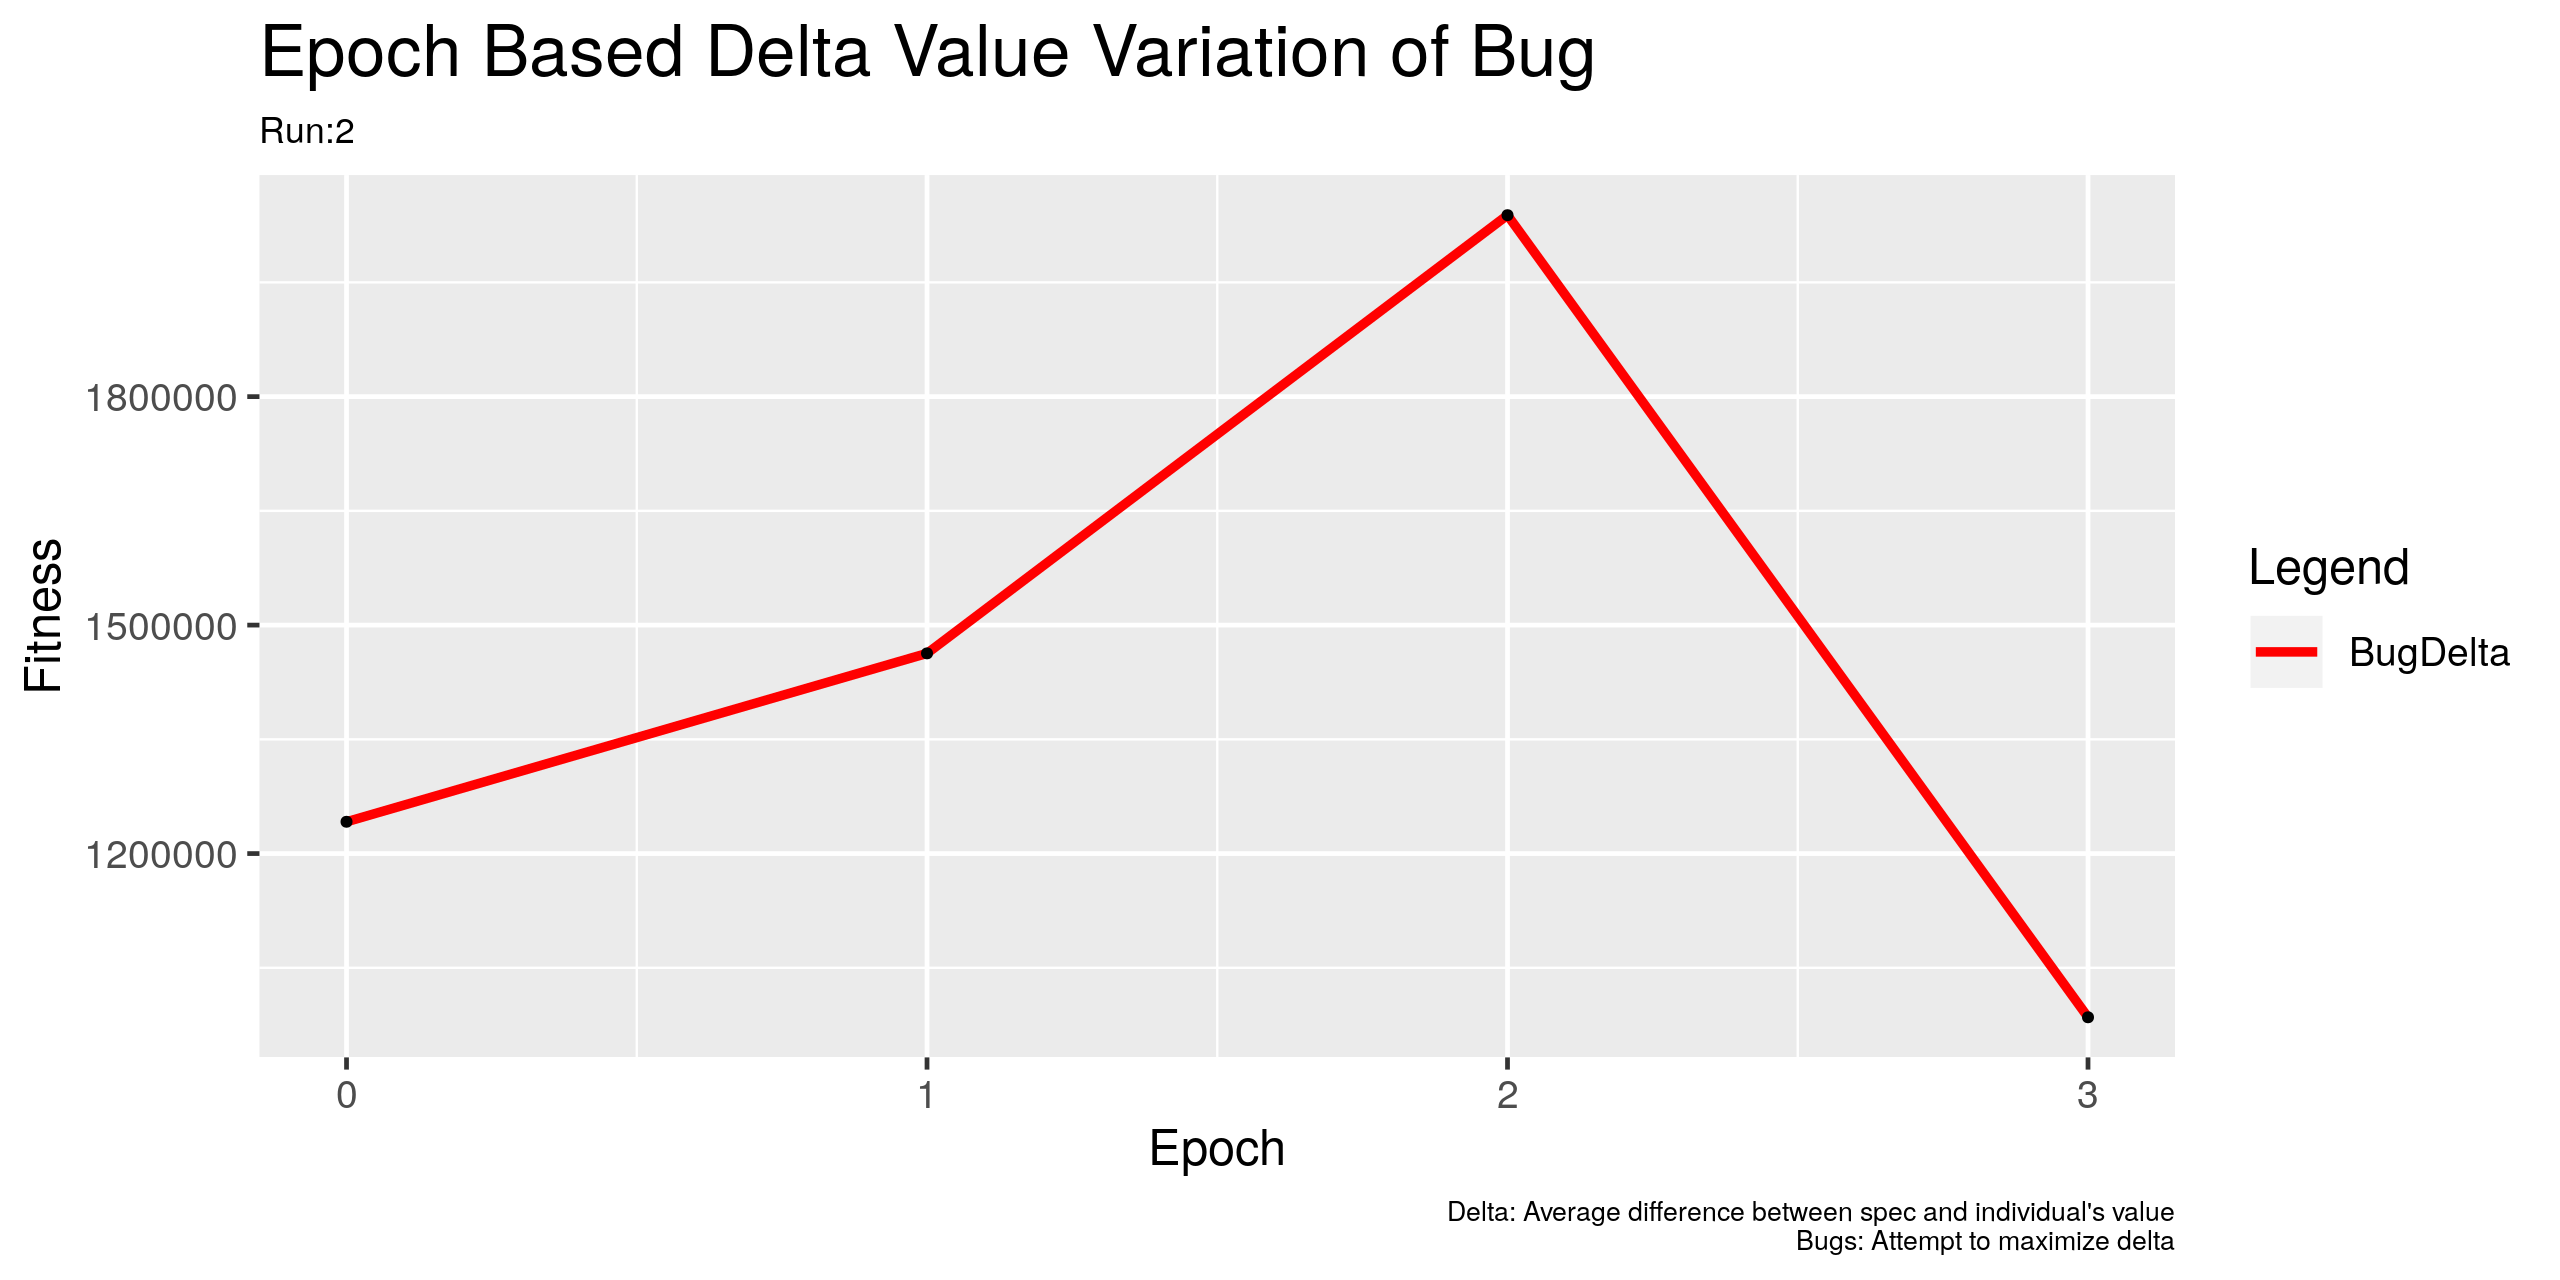 Epoch Based Delta Value Variation of Bug
Run:2
Fitness
1800000
1500000
1200000
0 1 2 3
Epoch
Legend
BugDelta
Delta: Average difference between spec and individual's value
Bugs: Attempt to maximize delta